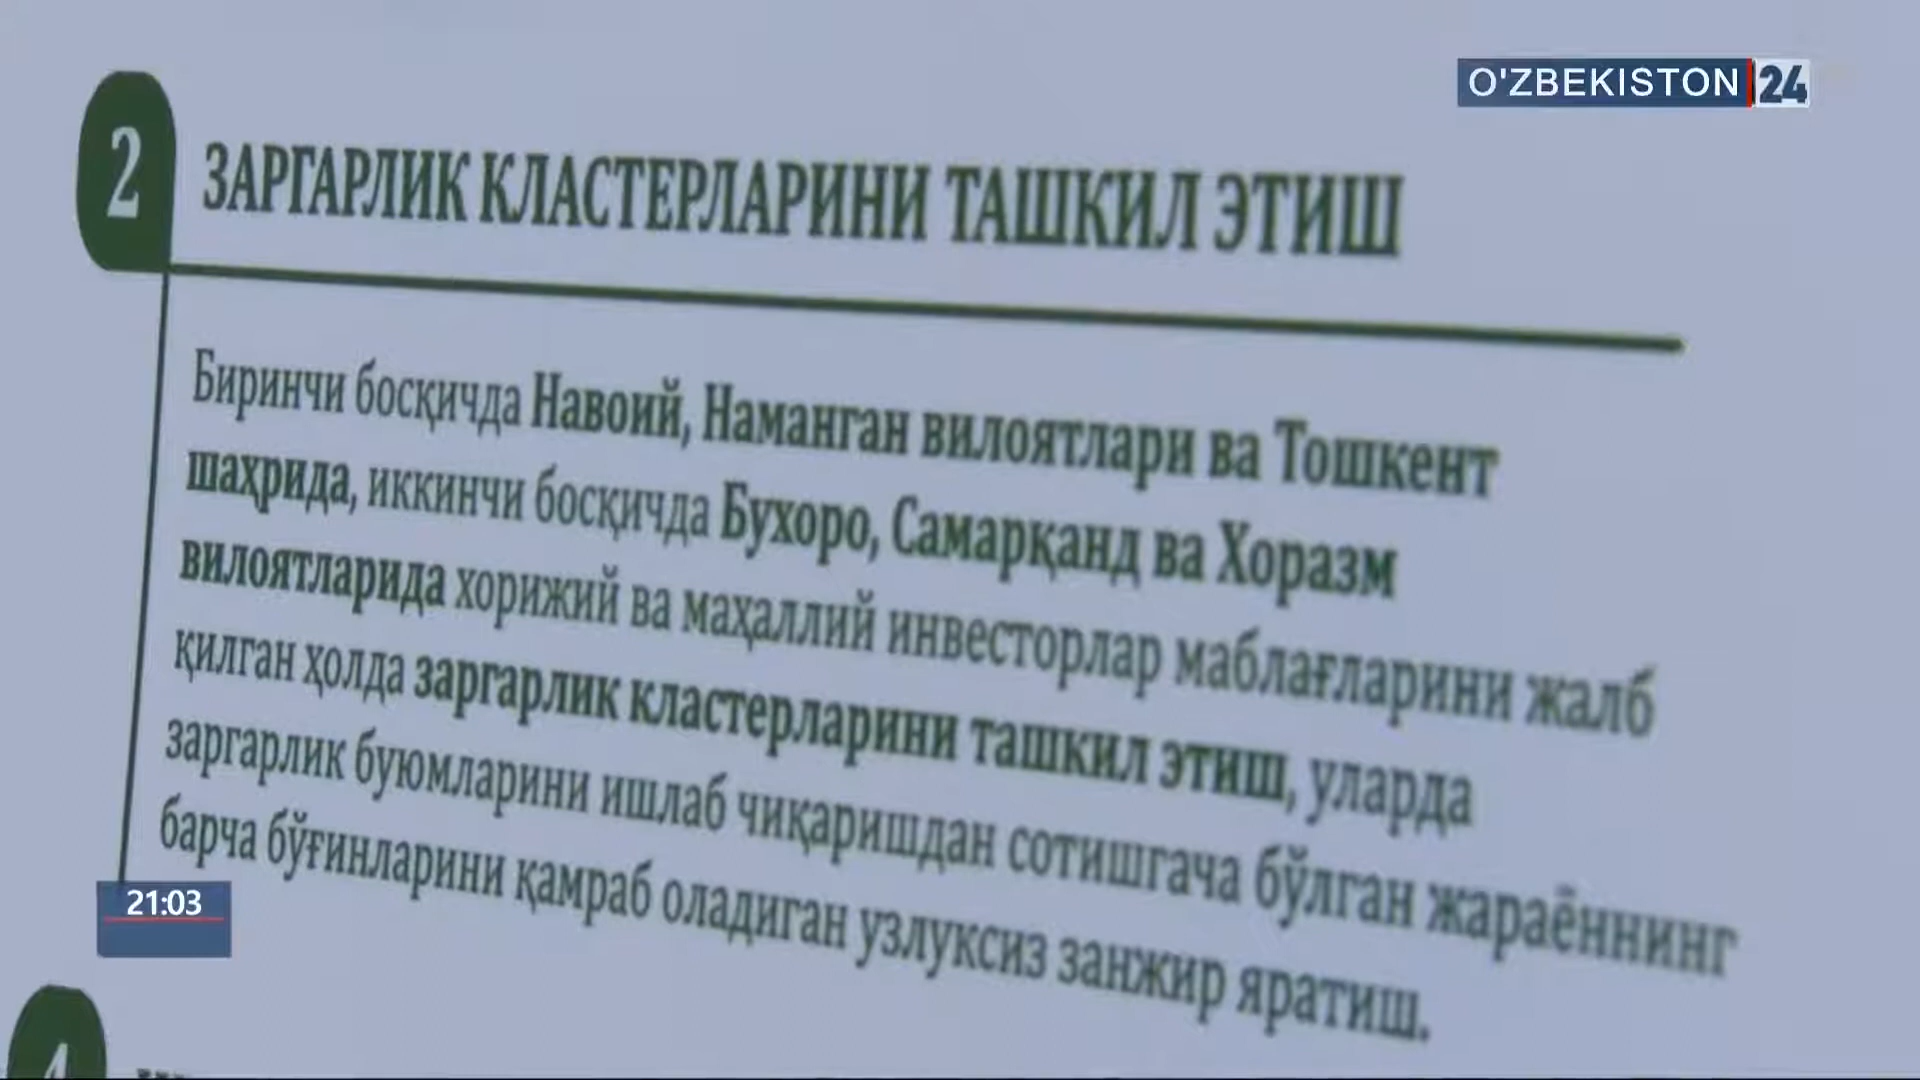 O'ZBEKISTON 24
2 ЗАРГАРЛИК КЛАСТЕРЛАРИНИ ТАШКИЛ ЭТИШ
Биринчи босқичда Навоий, Наманган вилоятлари ва Тошкент
шаҳрида, иккинчи босқичда Бухоро, Самарқанд ва Хоразм
вилоятларида хорижий ва маҳаллий инвесторлар маблағларини жалб
қилган ҳолда заргарлик кластерларини ташкил этиш, уларда
заргарлик буюмларини ишлаб чиқаришдан сотишгача бўлган жараённинг
барча бўғинларини қамраб оладиган узлуксиз занжир яратиш.
21:03
4